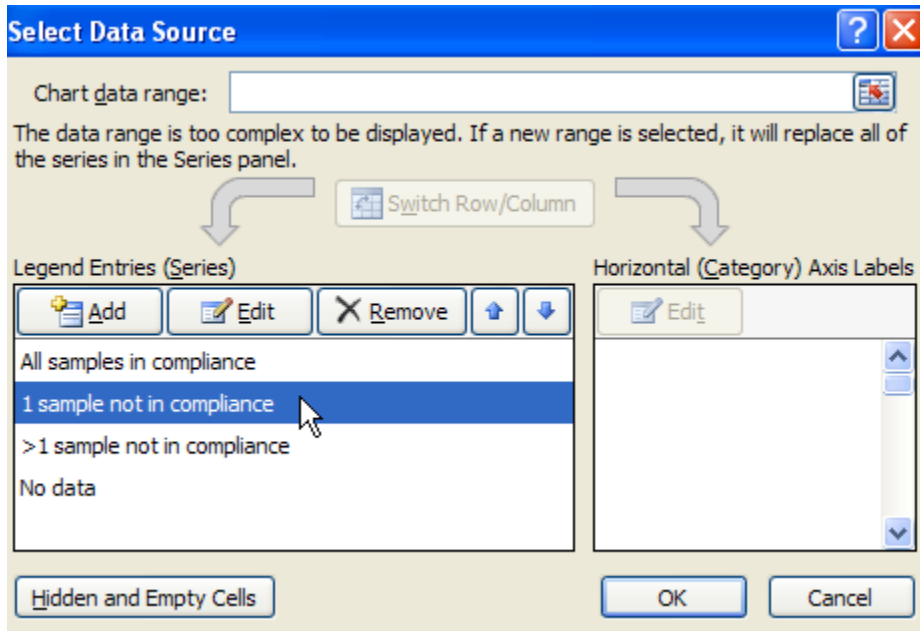 Select Data Source
Chart data range:
The data range is too complex to be displayed. If a new range is selected, it will replace all of
the series in the Series panel.
Switch Row/Column
Legend Entries (Series)
Horizontal (Category) Axis Labels
Add Edit Remove
Edit
All samples in compliance
1 sample not in compliance
>1 sample not in compliance
No data
Hidden and Empty Cells
OK
Cancel